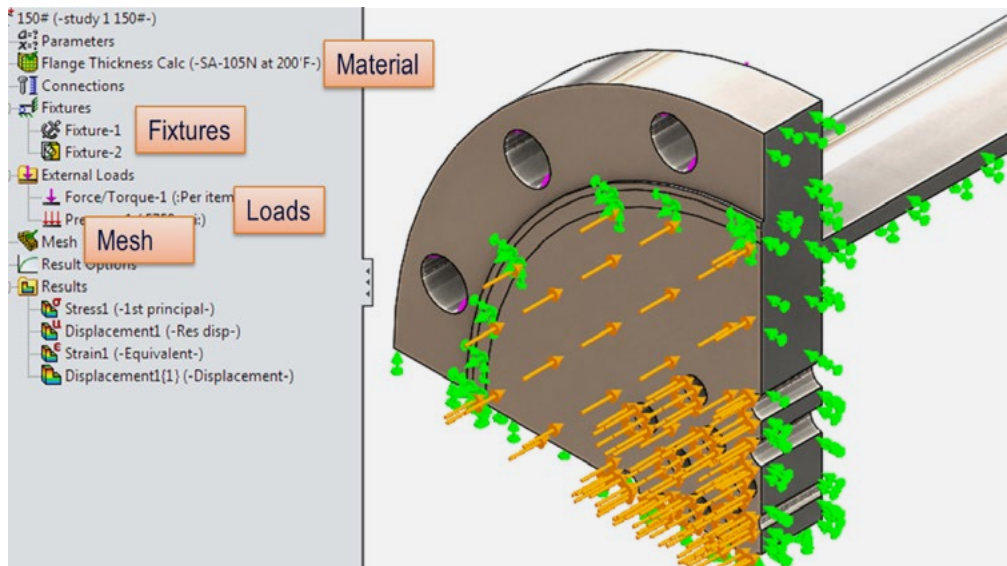 150# (-study 1 150#-)
Parameters
Flange Thickness Calc (-SA-105N at 200'F-)
Material
Connections
Fixtures
Fixture-1
Fixtures
Fixture-2
External Loads
Force/Torque-1 (:Per item
Loads
Mesh
Mesh
Result Options
Results
Stress1 (-1st principal-)
Displacement1 (-Res disp-)
Strain1 (-Equivalent-)
Displacement1{1} (-Displacement-)